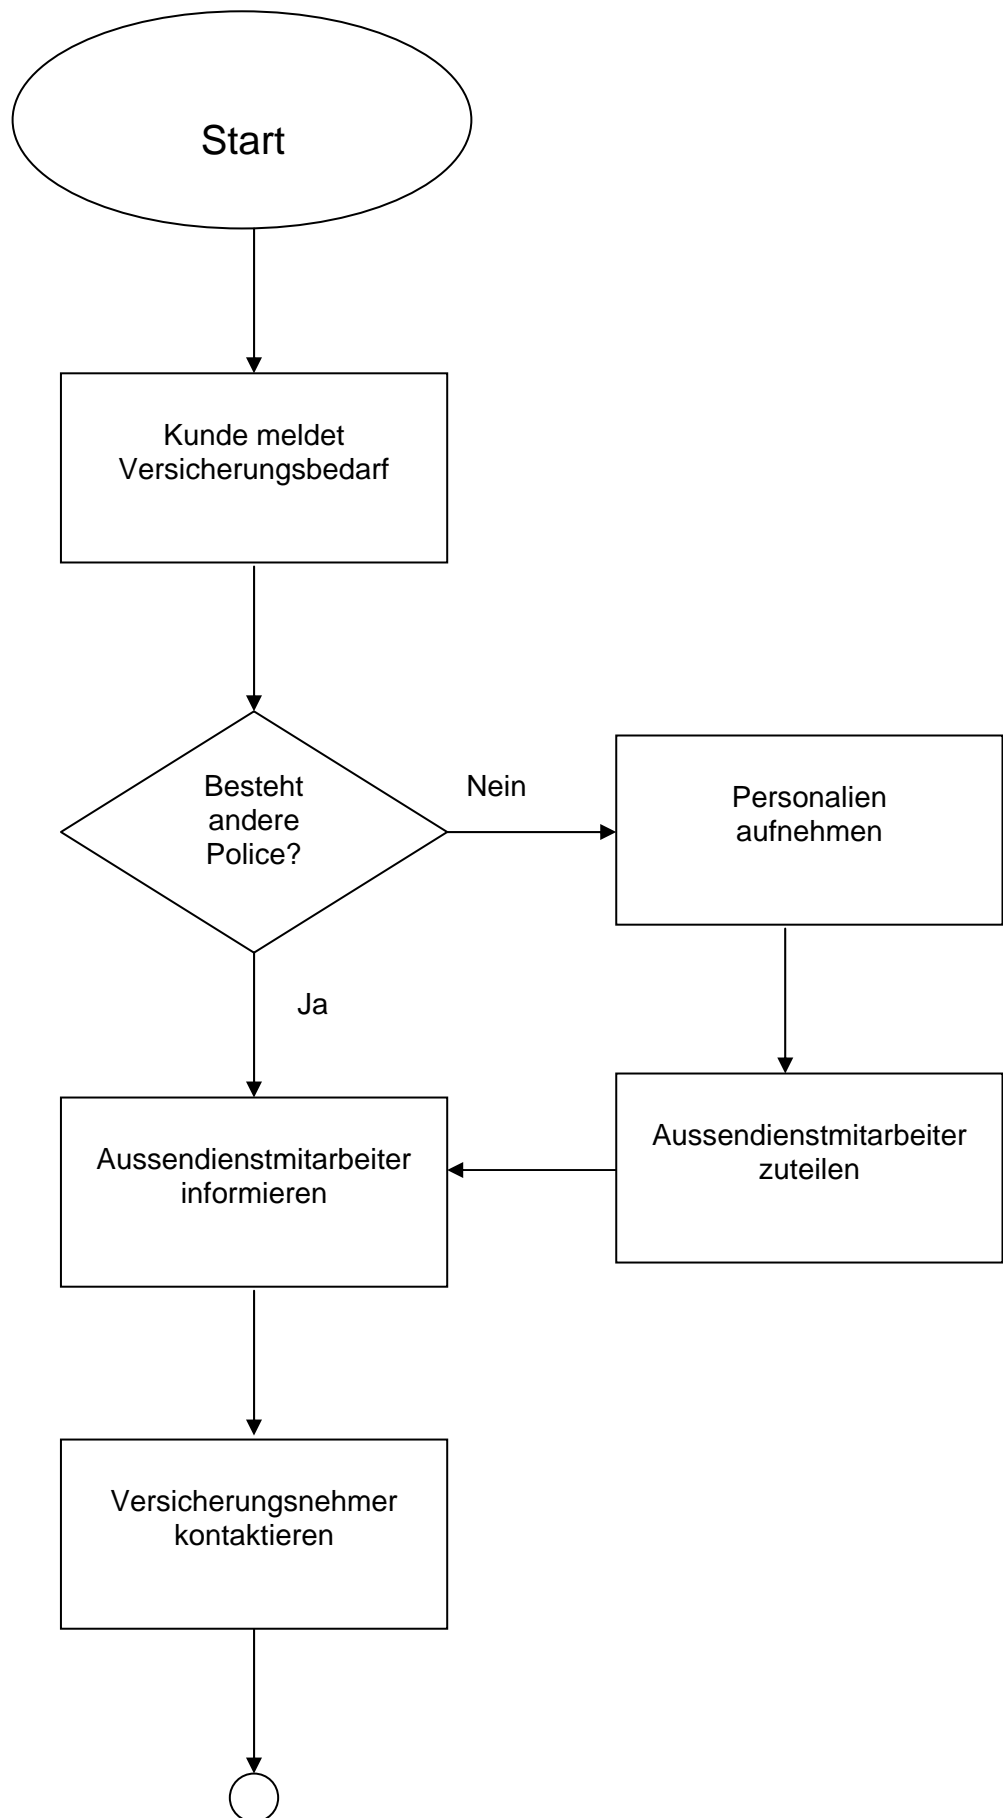 Start
Kunde meldet
Versicherungsbedarf
Besteht
andere
Police?
Nein
Personalien
aufnehmen
Ja
Aussendienstmitarbeiter
zuteilen
Aussendienstmitarbeiter
informieren
Versicherungsnehmer
kontaktieren